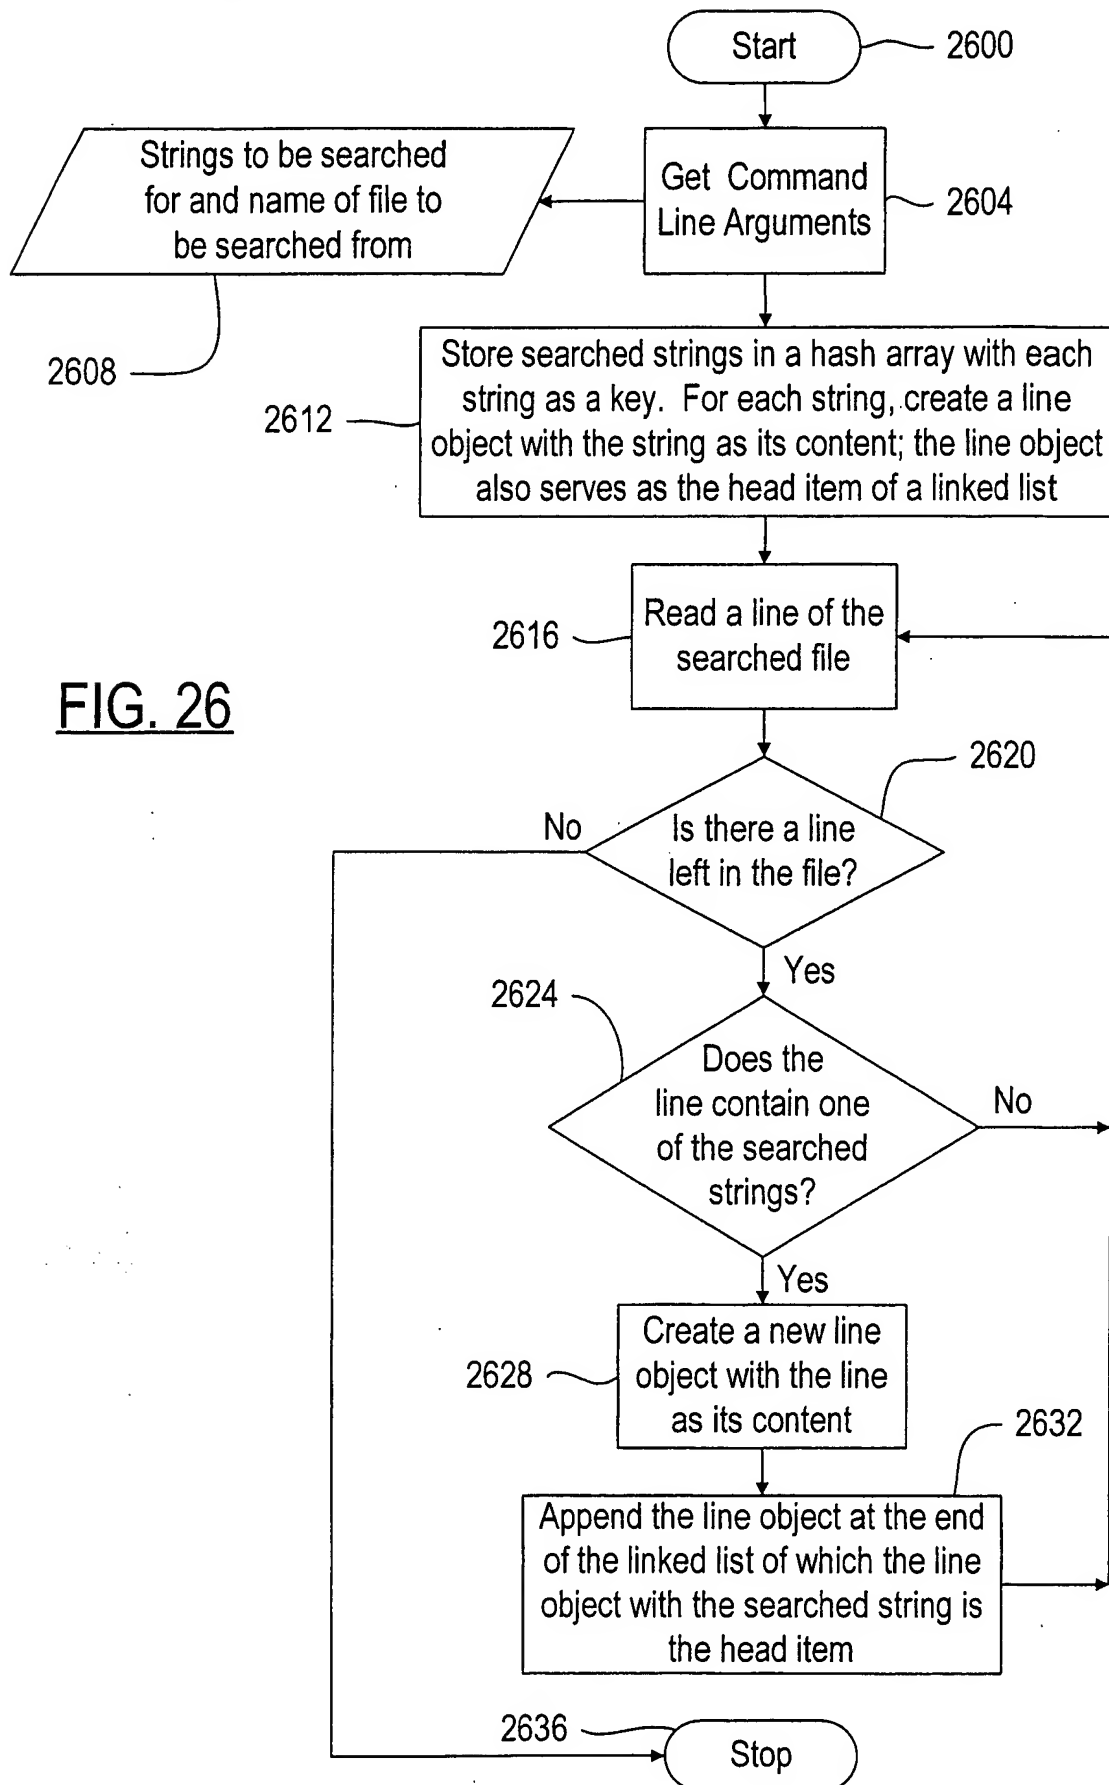 Start
2600
Strings to be searched
for and name of file to
be searched from
Get Command
Line Arguments
2604
2608
Store searched strings in a hash array with each
string as a key. For each string, create a line
object with the string as its content; the line object
also serves as the head item of a linked list
2612
Read a line of the
searched file
2616
FIG. 26
2620
Is there a line
left in the file?
No
Yes
2624
Does the
line contain one
of the searched
strings?
No
Yes
Create a new line
object with the line
as its content
2628
2632
Append the line object at the end
of the linked list of which the line
object with the searched string is
the head item
2636
Stop